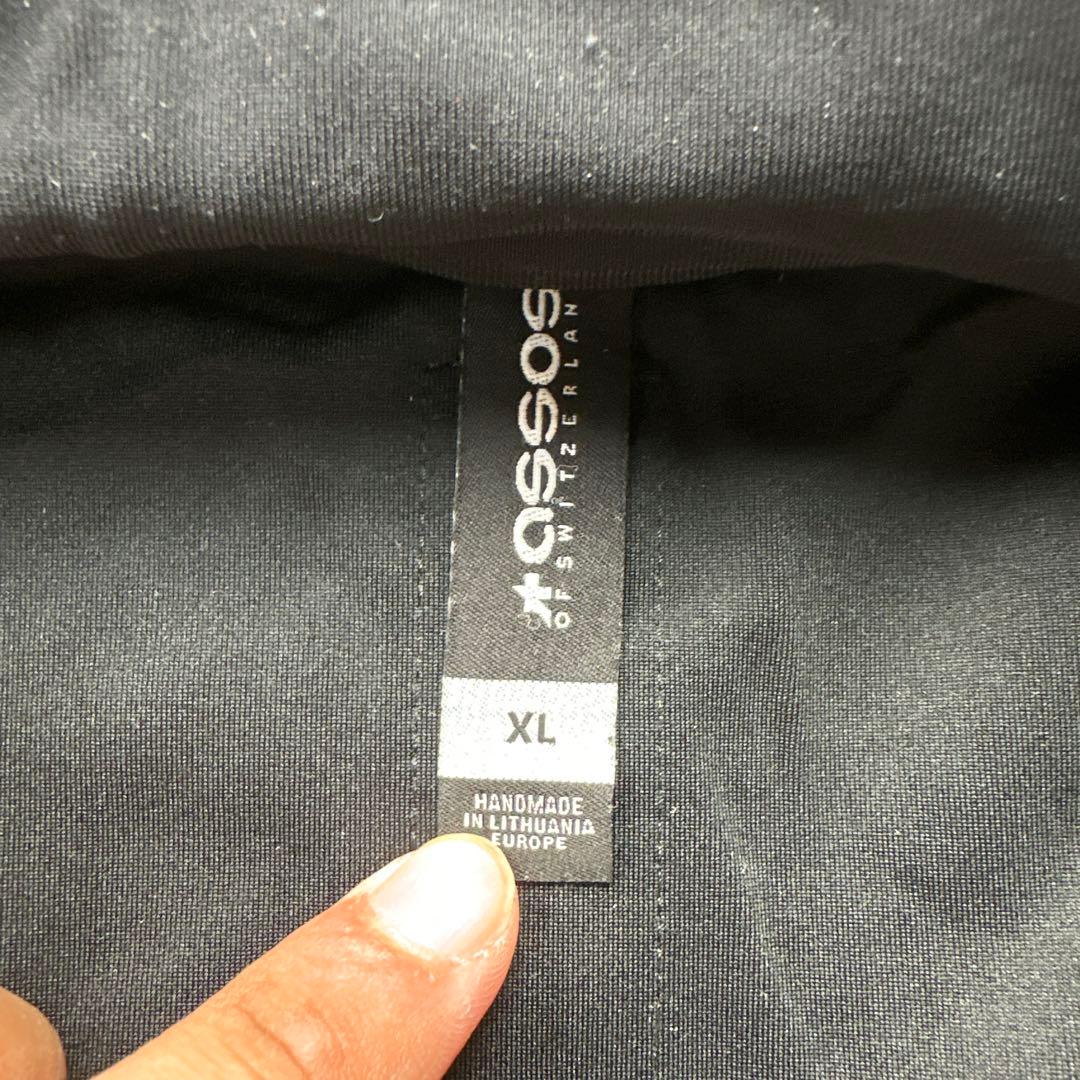 assos
OF SWITZERLAN
XL
HANDMADE
IN LITHUANIA
EUROPE